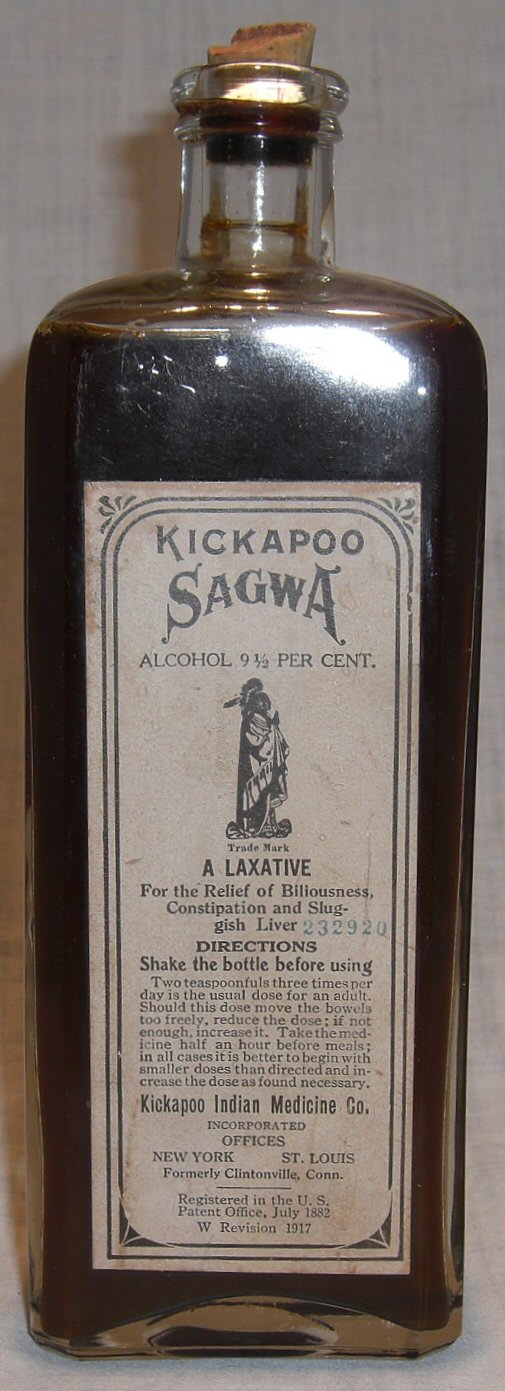 KICKAPOO
SAGWA
ALCOHOL 9½ PER CENT.
Trade Mark
A LAXATIVE
For the Relief of Biliousness,
Constipation and Slug-
gish Liver 232920
DIRECTIONS
Shake the bottle before using
Two teaspoonfuls three times per
day is the usual dose for an adult.
Should this dose move the bowels
too freely, reduce the dose; if not
enough, increase it. Take the med-
icine half an hour before meals;
in all cases it is better to begin with
smaller doses than directed and in-
crease the dose as found necessary.
Kickapoo Indian Medicine Co.
INCORPORATED
OFFICES
NEW YORK ST. LOUIS
Formerly Clintonville, Conn.
Registered in the U. S.
Patent Office, July 1882
W Revision 1917